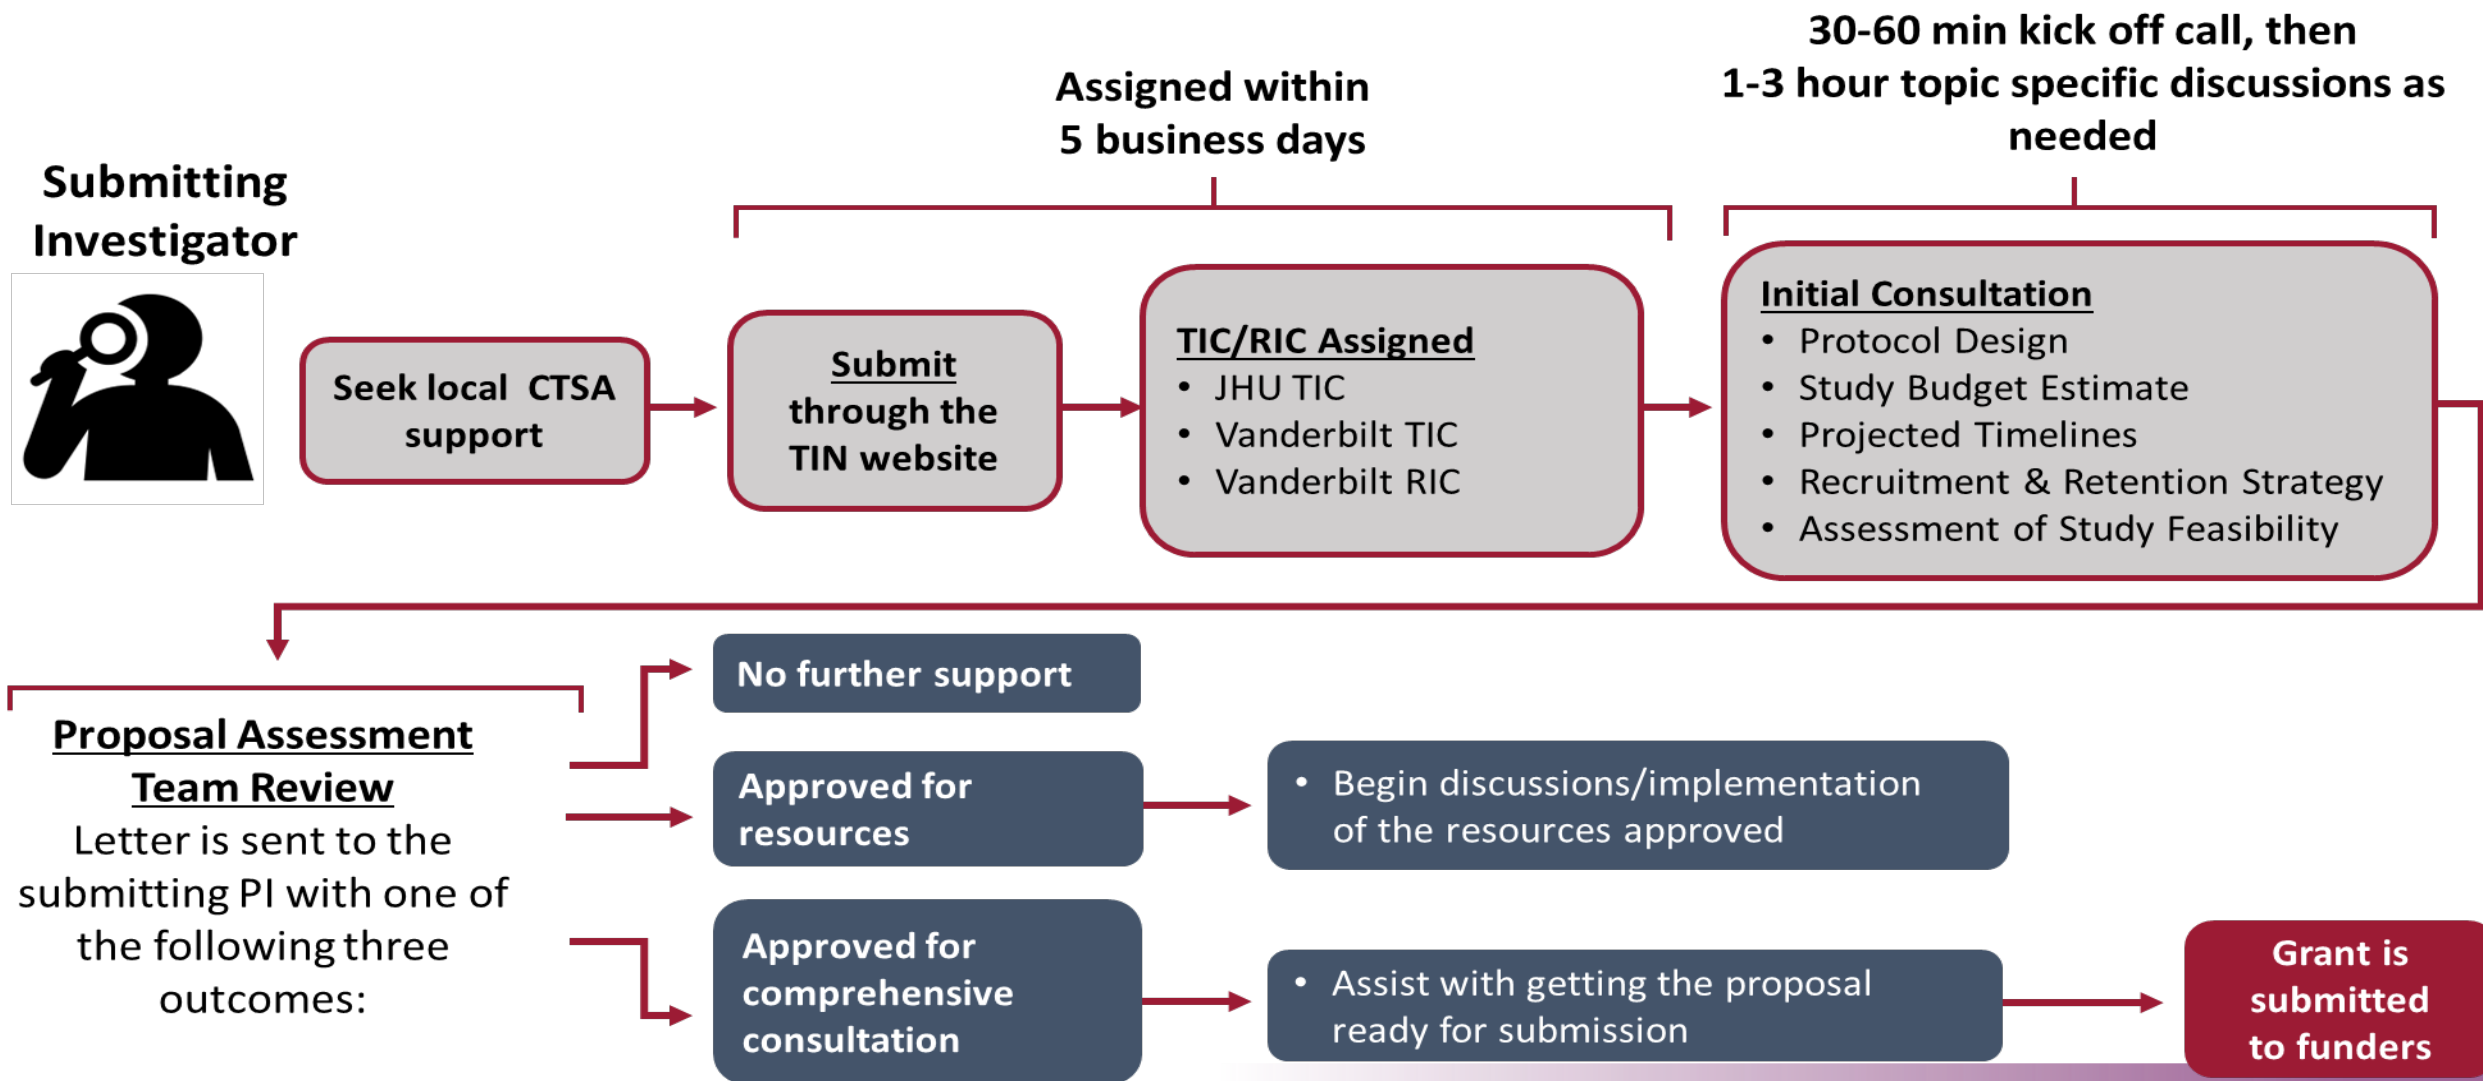 30-60 min kick off call, then
1-3 hour topic specific discussions as
needed
Assigned within
5 business days
Submitting
Investigator
Seek local CTSA
support
Submit
through the
TIN website
TIC/RIC Assigned
• JHU TIC
• Vanderbilt TIC
• Vanderbilt RIC
Initial Consultation
• Protocol Design
• Study Budget Estimate
• Projected Timelines
• Recruitment & Retention Strategy
• Assessment of Study Feasibility
Proposal Assessment
Team Review
Letter is sent to the
submitting PI with one of
the following three
outcomes:
No further support
Approved for
resources
• Begin discussions/implementation
of the resources approved
Approved for
comprehensive
consultation
• Assist with getting the proposal
ready for submission
Grant is
submitted
to funders